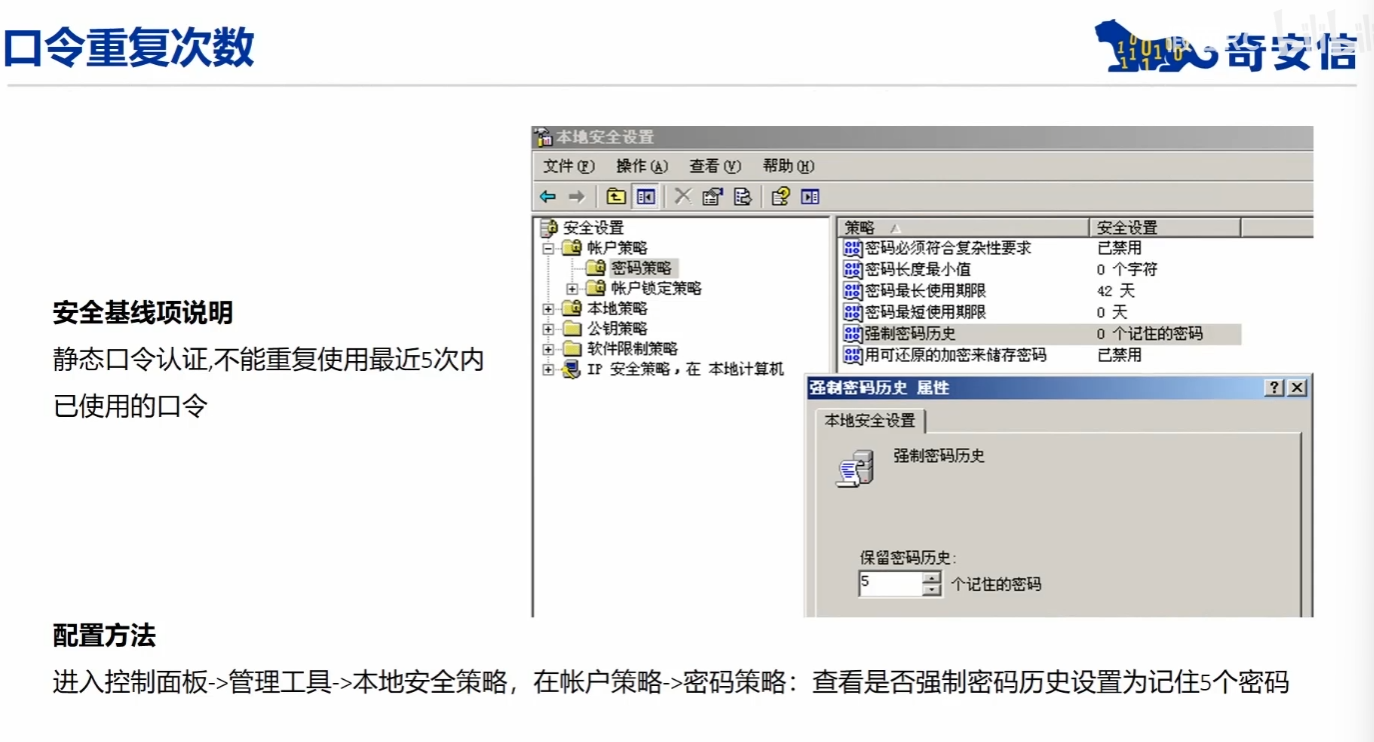 口令重复次数
奇安信
本地安全设置
文件(F) 操作(A) 查看(V) 帮助(H)
安全设置
帐户策略
密码策略
帐户锁定策略
本地策略
公钥策略
软件限制策略
IP 安全策略，在 本地计算机
策略 安全设置
密码必须符合复杂性要求 已禁用
密码长度最小值 0 个字符
密码最长使用期限 42 天
密码最短使用期限 0 天
强制密码历史 0 个记住的密码
用可还原的加密来储存密码 已禁用
强制密码历史 属性
本地安全设置
强制密码历史
保留密码历史:
5 个记住的密码
安全基线项说明
静态口令认证,不能重复使用最近5次内
已使用的口令
配置方法
进入控制面板->管理工具->本地安全策略，在帐户策略->密码策略：查看是否强制密码历史设置为记住5个密码